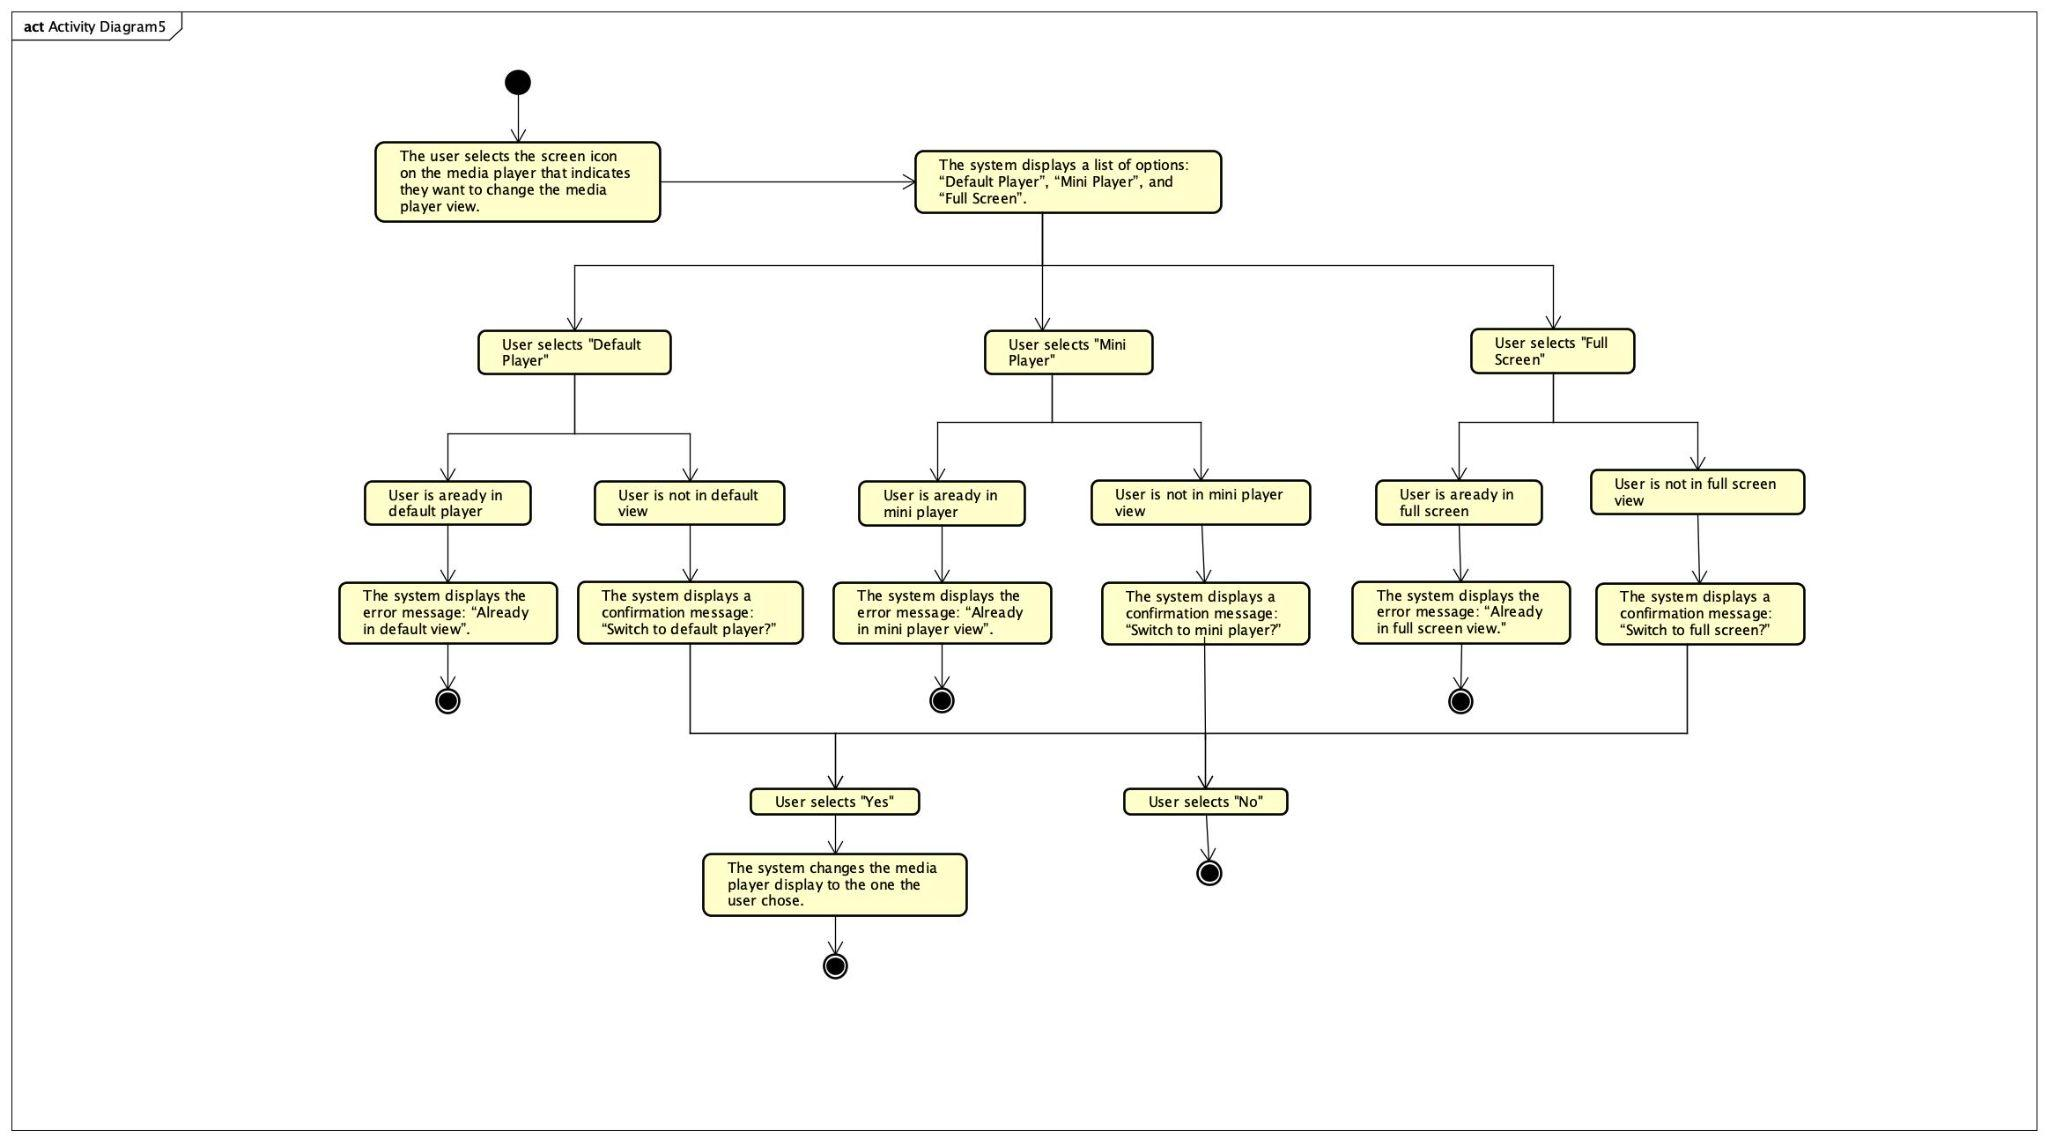 act Activity Diagram5
The user selects the screen icon
on the media player that indicates
they want to change the media
player view.
The system displays a list of options:
“Default Player”, “Mini Player”, and
“Full Screen”.
User selects "Default
Player"
User selects "Mini
Player"
User selects "Full
Screen"
User is aready in
default player
User is not in default
view
User is aready in
mini player
User is not in mini player
view
User is aready in
full screen
User is not in full screen
view
The system displays the
error message: “Already
in default view”.
The system displays a
confirmation message:
“Switch to default player?”
The system displays the
error message: “Already
in mini player view”.
The system displays a
confirmation message:
“Switch to mini player?”
The system displays the
error message: “Already
in full screen view."
The system displays a
confirmation message:
“Switch to full screen?”
User selects "Yes"
User selects "No"
The system changes the media
player display to the one the
user chose.